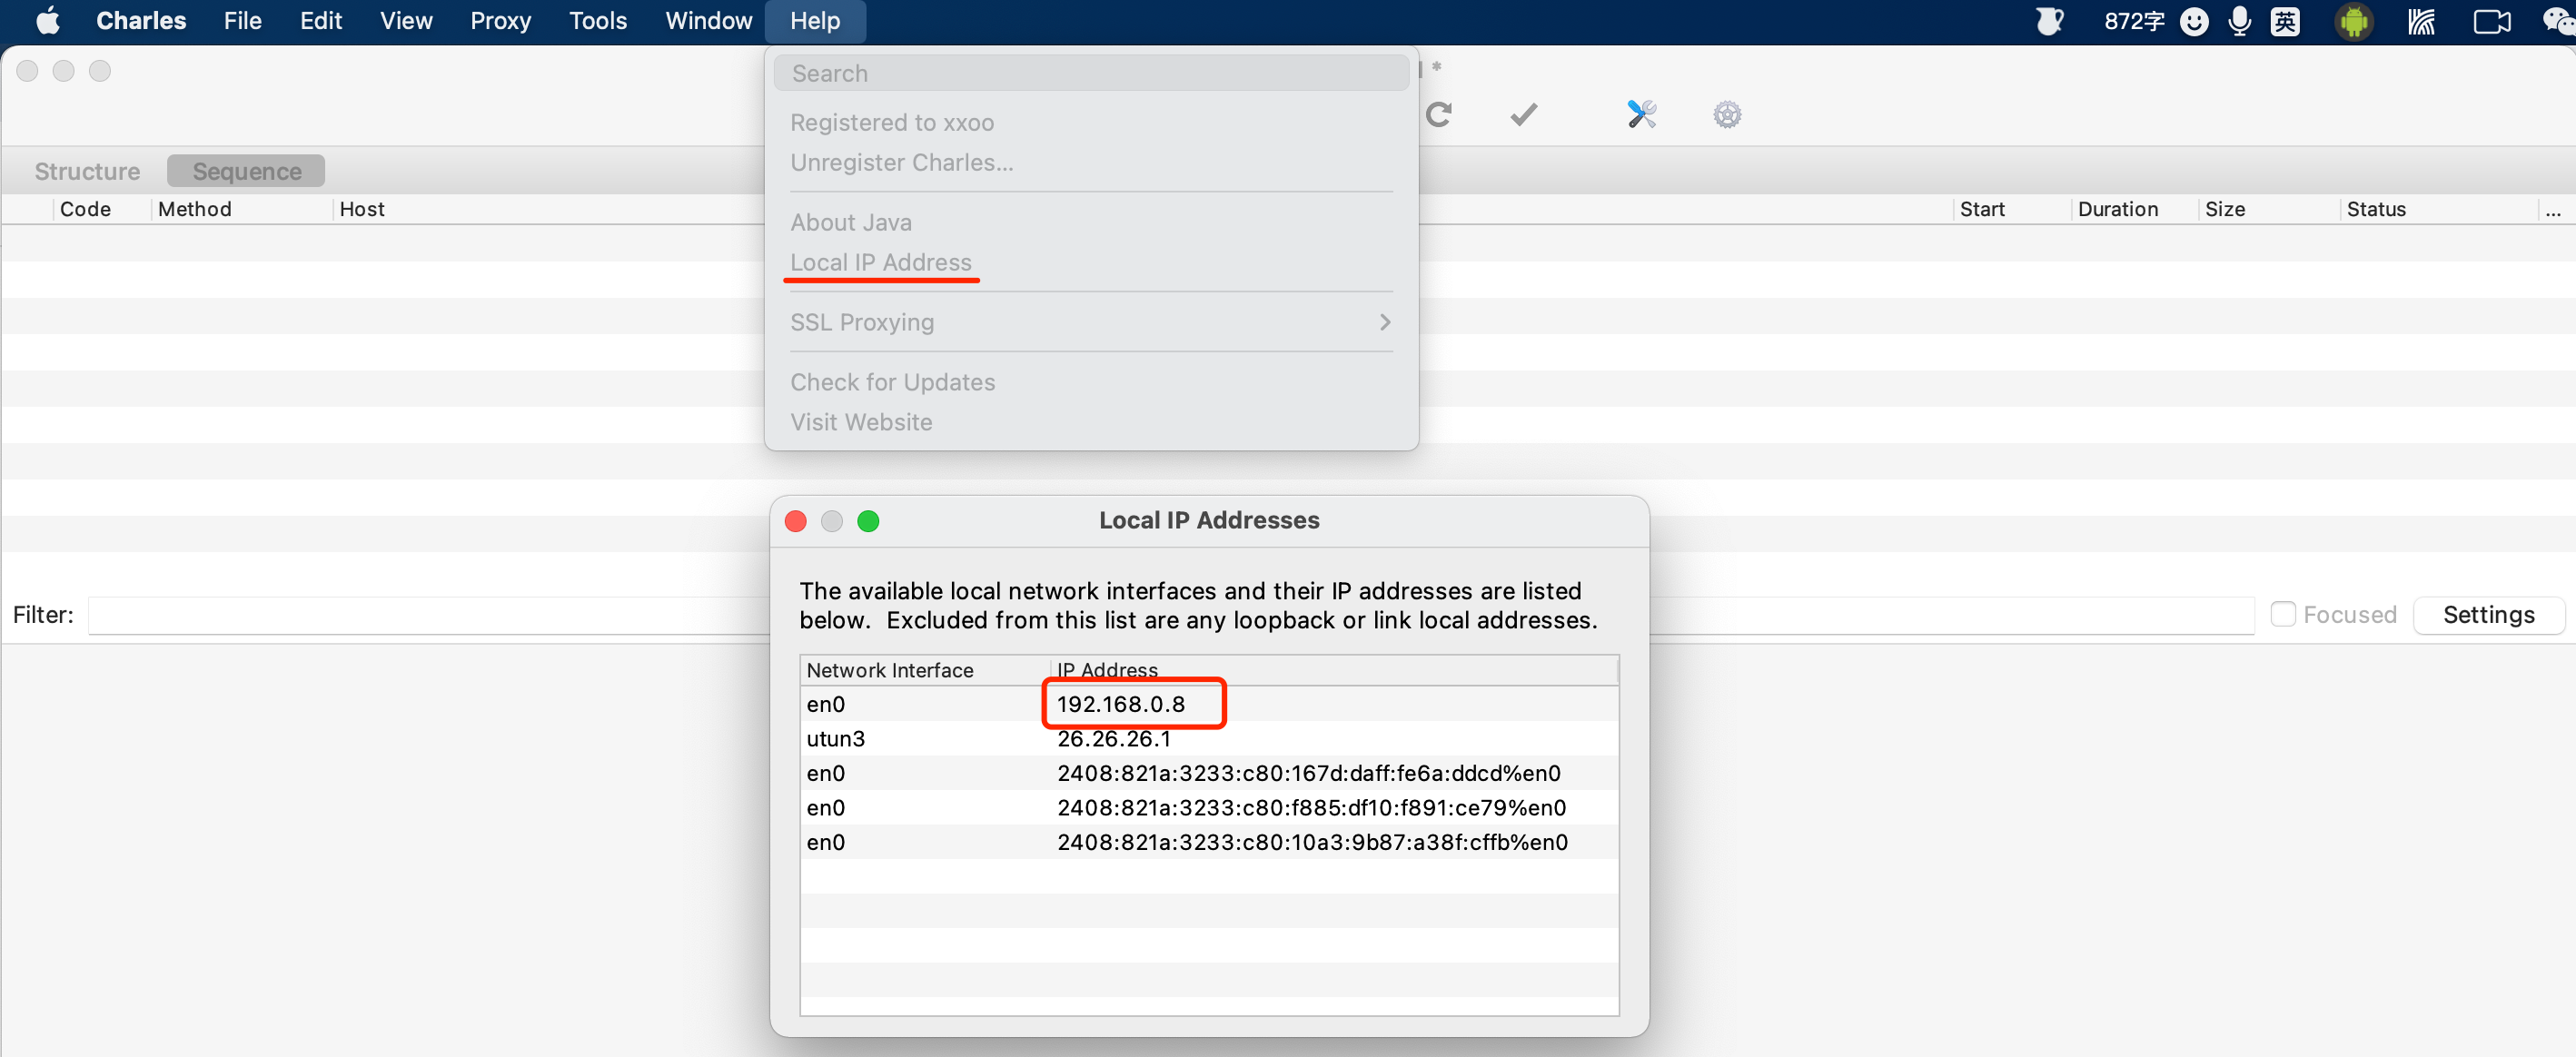 Charles File Edit View Proxy Tools Window Help 872字 英
Search
Registered to xxoo
Unregister Charles...
About Java
Local IP Address
SSL Proxying
Check for Updates
Visit Website
Structure Sequence
Code Method Host Start Duration Size Status ...
Filter: Focused Settings
Local IP Addresses
The available local network interfaces and their IP addresses are listed
below. Excluded from this list are any loopback or link local addresses.
Network Interface IP Address
en0 192.168.0.8
utun3 26.26.26.1
en0 2408:821a:3233:c80:167d:daff:fe6a:ddcd%en0
en0 2408:821a:3233:c80:f885:df10:f891:ce79%en0
en0 2408:821a:3233:c80:10a3:9b87:a38f:cffb%en0